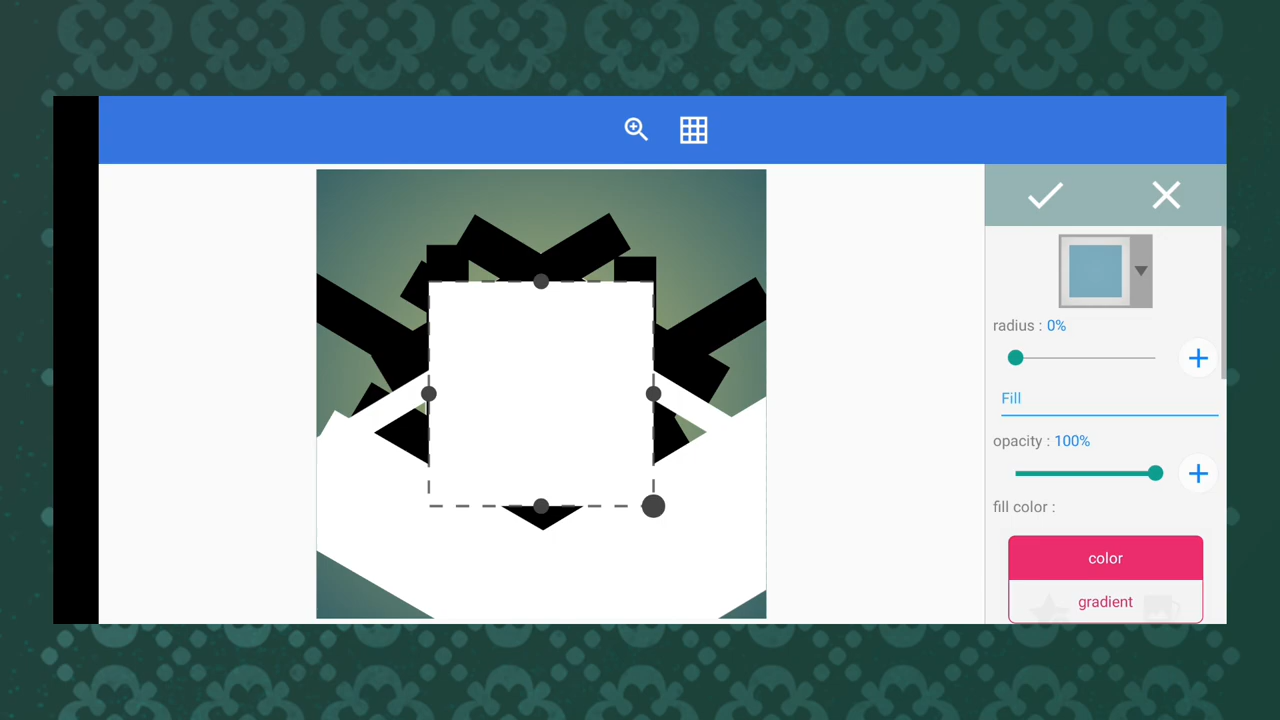 radius : 0%
Fill
opacity : 100%
fill color :
color
gradient